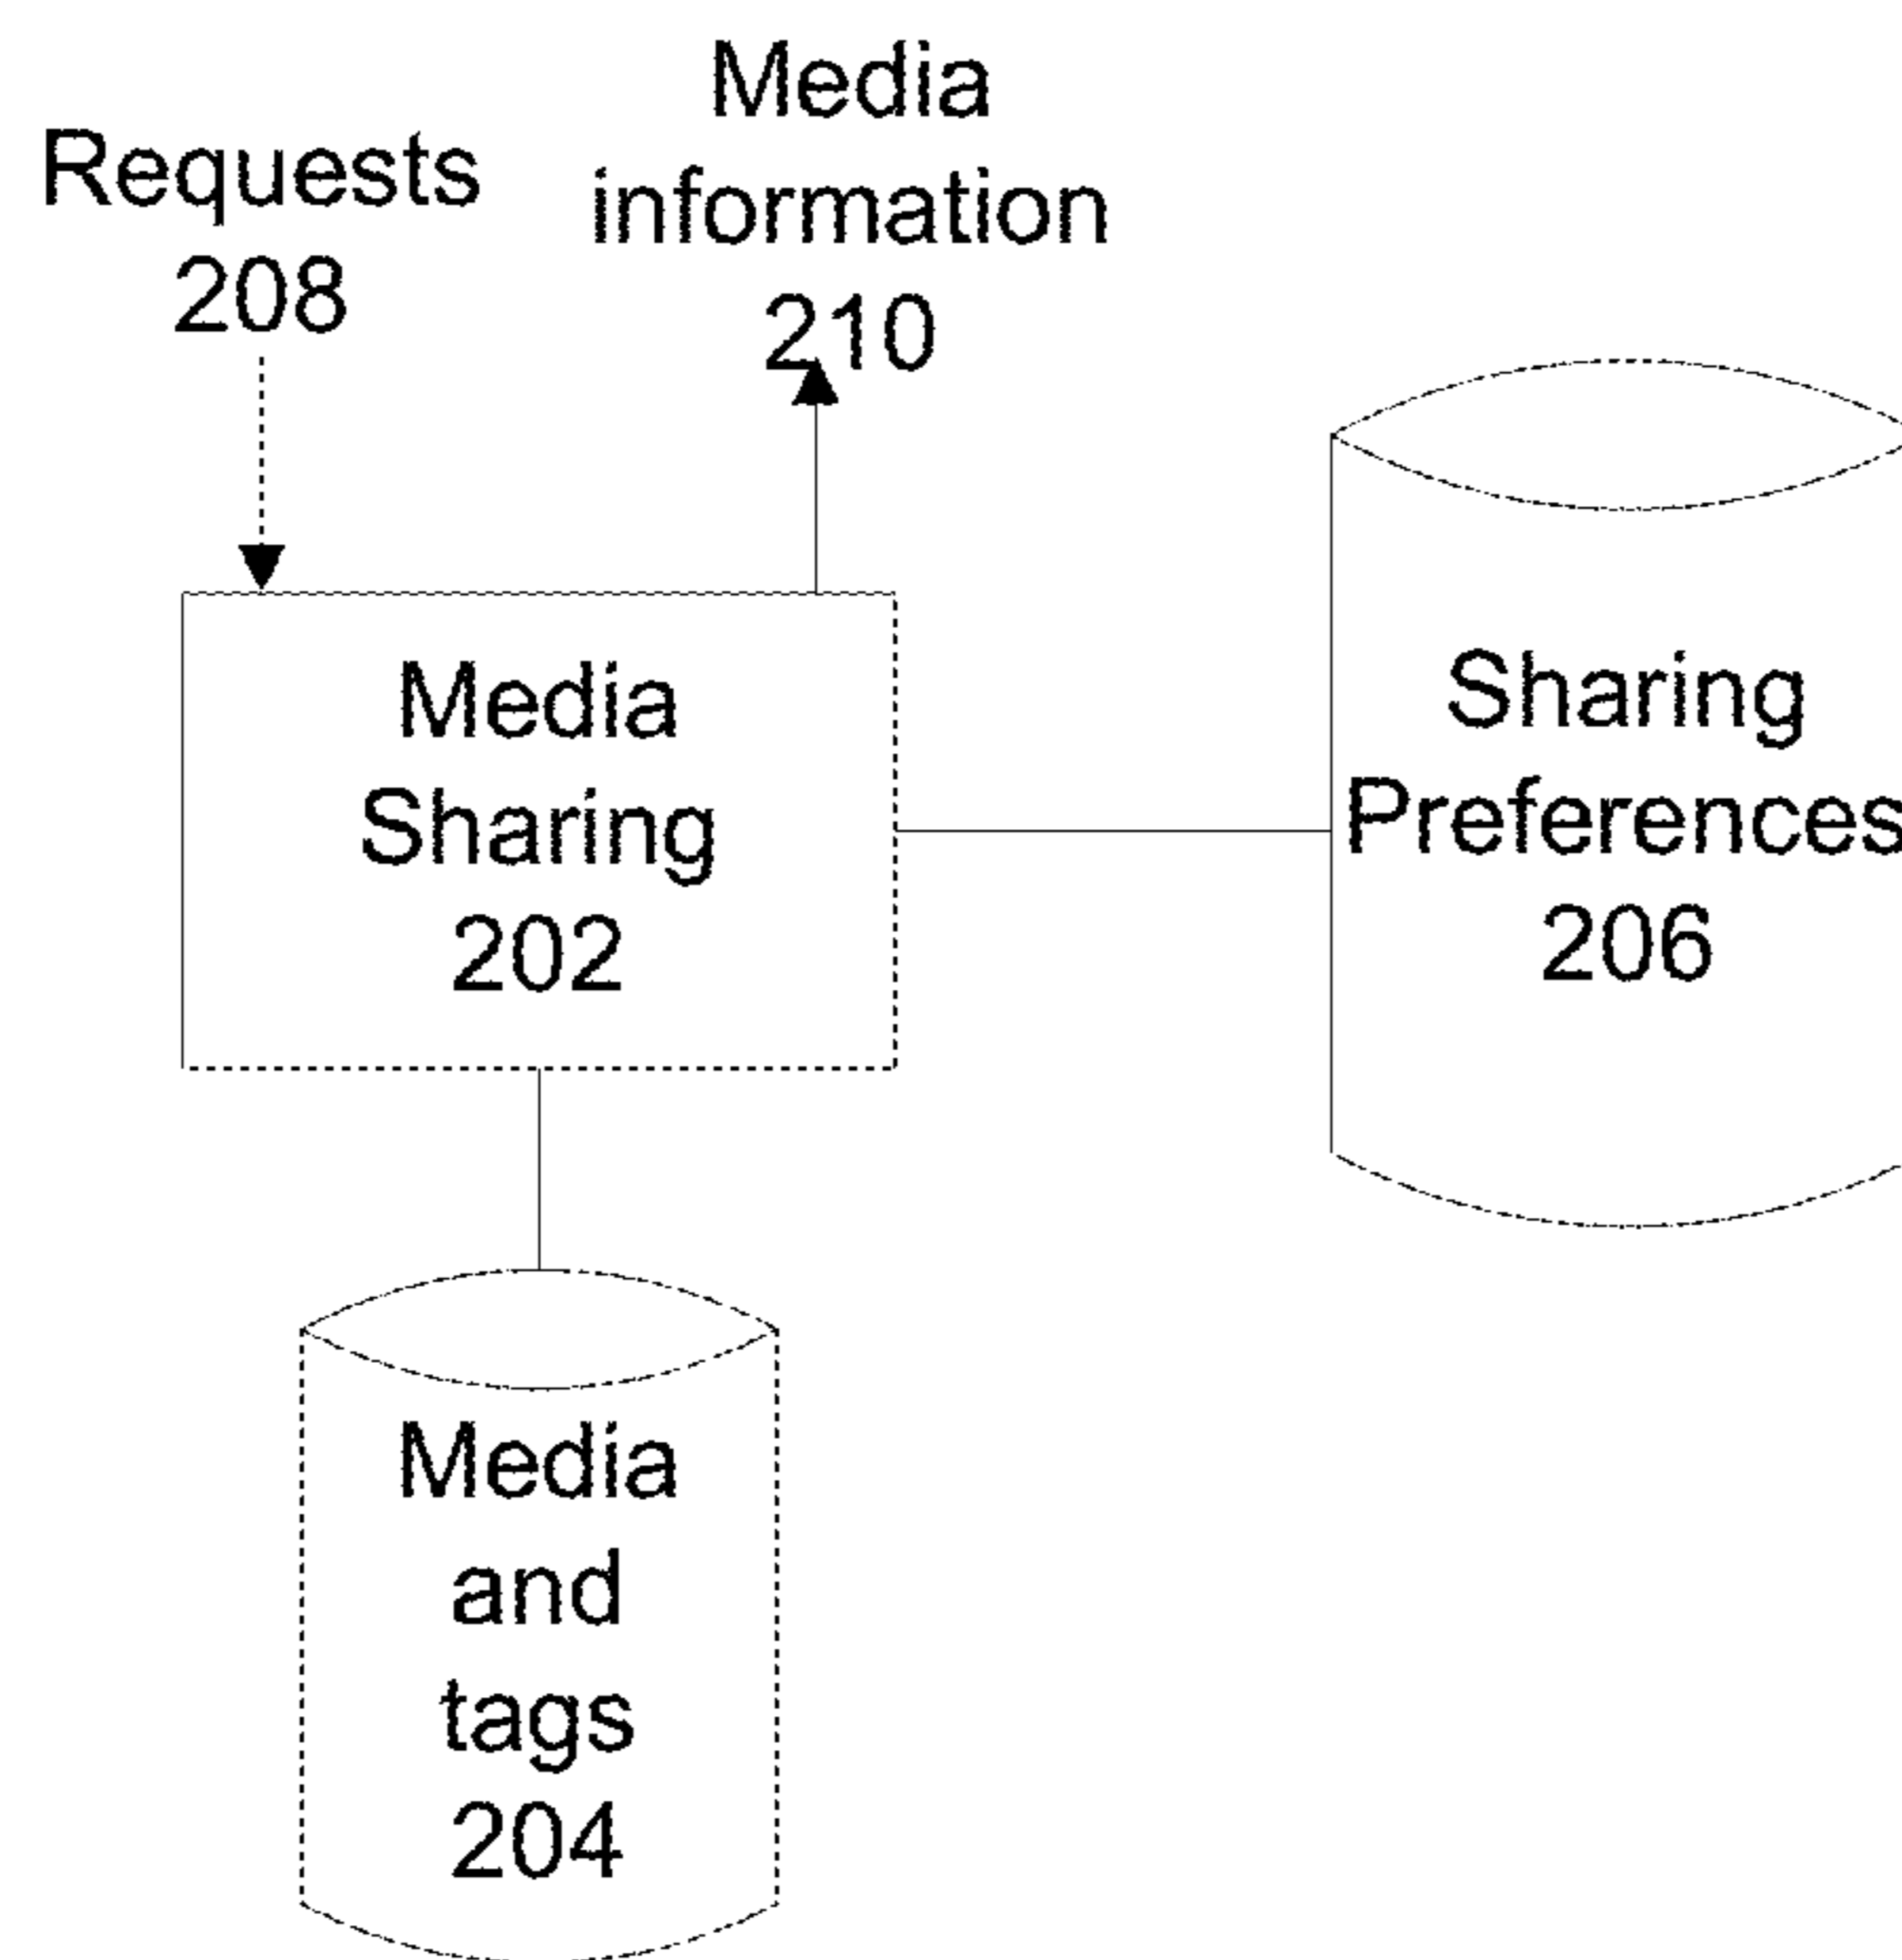 Requests
208
Media
information
210
Media
Sharing
202
Sharing
Preferences
206
Media
and
tags
204